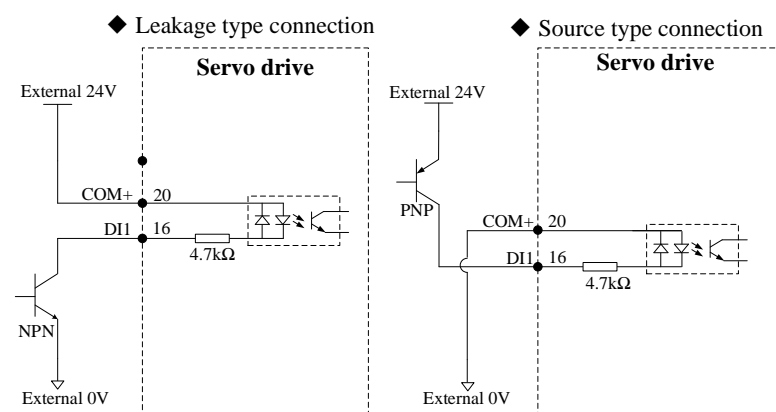 ◆ Leakage type connection
Servo drive
External 24V
COM+ 20
DI1 16
4.7kΩ
NPN
External 0V
◆ Source type connection
Servo drive
External 24V
PNP
COM+ 20
DI1 16
4.7kΩ
External 0V